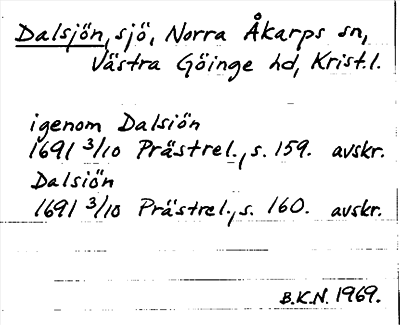 Dalsjön, sjö, Norra Åkarps sn,
Västra Göinge hd, Krist.l.
igenom Dalsiön
1691 3/10 Prästrel., s. 159. avskr.
Dalsiön
1691 3/10 Prästrel., s. 160. avskr.
B.K.N. 1969.